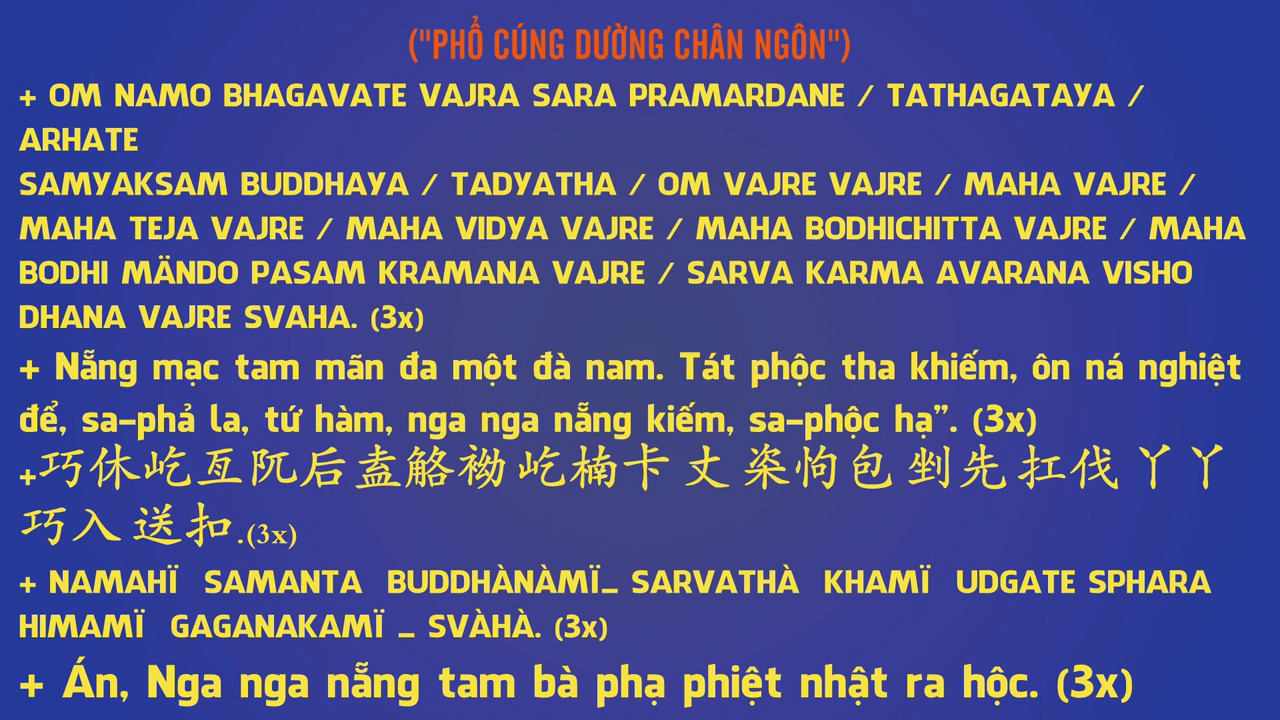 ("PHỔ CÚNG DƯỜNG CHÂN NGÔN")
+ OM NAMO BHAGAVATE VAJRA SARA PRAMARDANE / TATHAGATAYA /
ARHATE
SAMYAKSAM BUDDHAYA / TADYATHA / OM VAJRE VAJRE / MAHA VAJRE /
MAHA TEJA VAJRE / MAHA VIDYA VAJRE / MAHA BODHICHITTA VAJRE / MAHA
BODHI MÄNDO PASAM KRAMANA VAJRE / SARVA KARMA AVARANA VISHO
DHANA VAJRE SVAHA. (3x)
+ Nẵng mạc tam mãn đa một đà nam. Tát phộc tha khiếm, ôn ná nghiệt
để, sa-phả la, tứ hàm, nga nga nẵng kiếm, sa-phộc hạ”. (3x)
+巧休屹亙阢后盍觡袎 屹楠卡 丈 栥怐包 剉先 扛伐 丫丫
巧入 送扣.(3x)
+ NAMAHÏ SAMANTA BUDDHÀNÀMÏ_ SARVATHÀ KHAMÏ UDGATE SPHARA
HIMAMÏ GAGANAKAMÏ _ SVÀHÀ. (3x)
+ Án, Nga nga nẵng tam bà phạ phiệt nhật ra hộc. (3x)